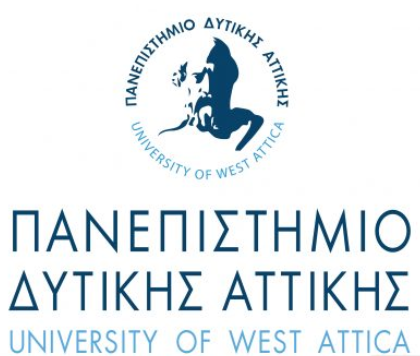 ΠΑΝΕΠΙΣΤΗΜΙΟ ΔΥΤΙΚΗΣ ΑΤΤΙΚΗΣ
UNIVERSITY OF WEST ATTICA
ΠΑΝΕΠΙΣΤΗΜΙΟ
ΔΥΤΙΚΗΣ ΑΤΤΙΚΗΣ
UNIVERSITY OF WEST ATTICA